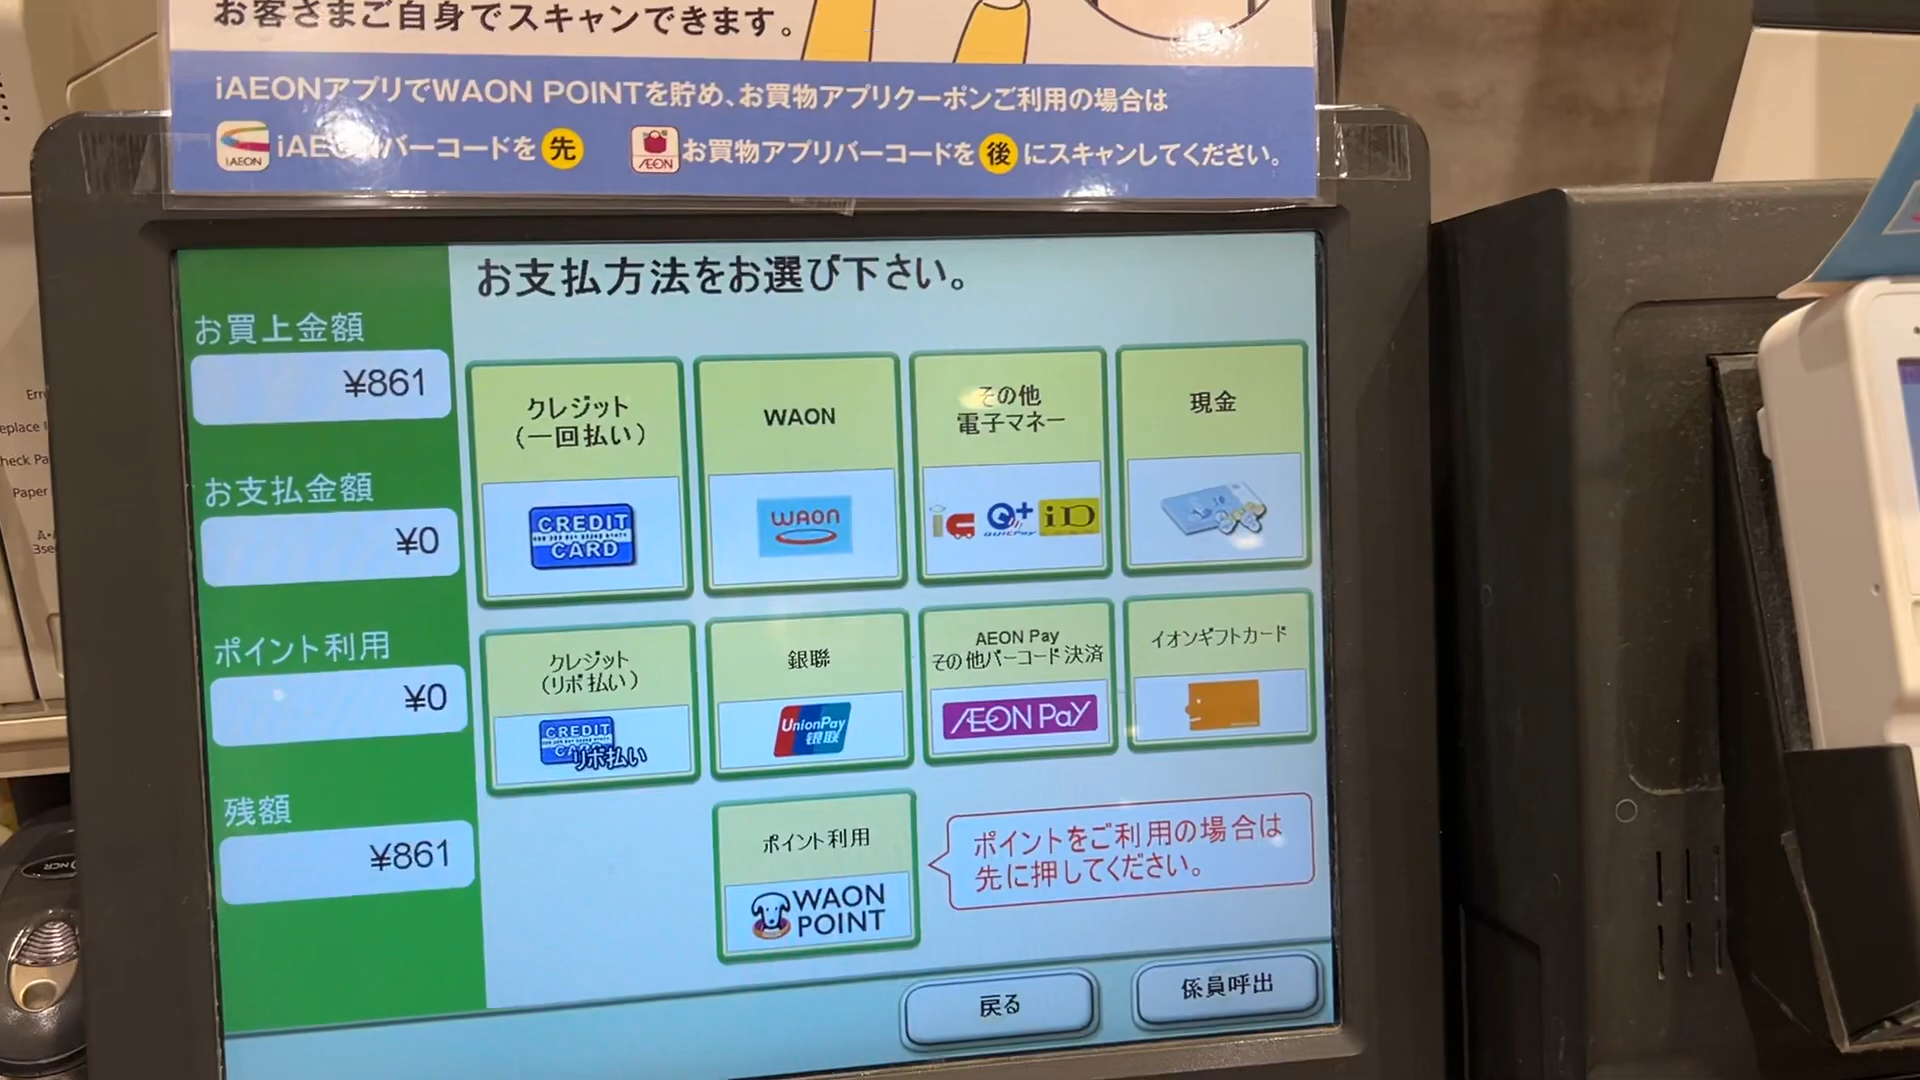 お客さまご自身でスキャンできます。
iAEONアプリでWAON POINTを貯め、お買物アプリクーポンご利用の場合は
iAEON iAEONバーコードを 先 ÆON お買物アプリバーコードを 後 にスキャンしてください。
お支払方法をお選び下さい。
お買上金額
¥861
お支払金額
¥0
ポイント利用
¥0
残額
¥861
クレジット
(一回払い)
CREDIT
CARD
WAON
WAON
その他
電子マネー
QUICPay iD
現金
クレジット
(リボ払い)
CREDIT
リボ払い
銀聯
UnionPay
银联
AEON Pay
その他バーコード決済
ÆON PAY
イオンギフトカード
ポイント利用
WAON
POINT
ポイントをご利用の場合は
先に押してください。
戻る
係員呼出
Paper
NCR